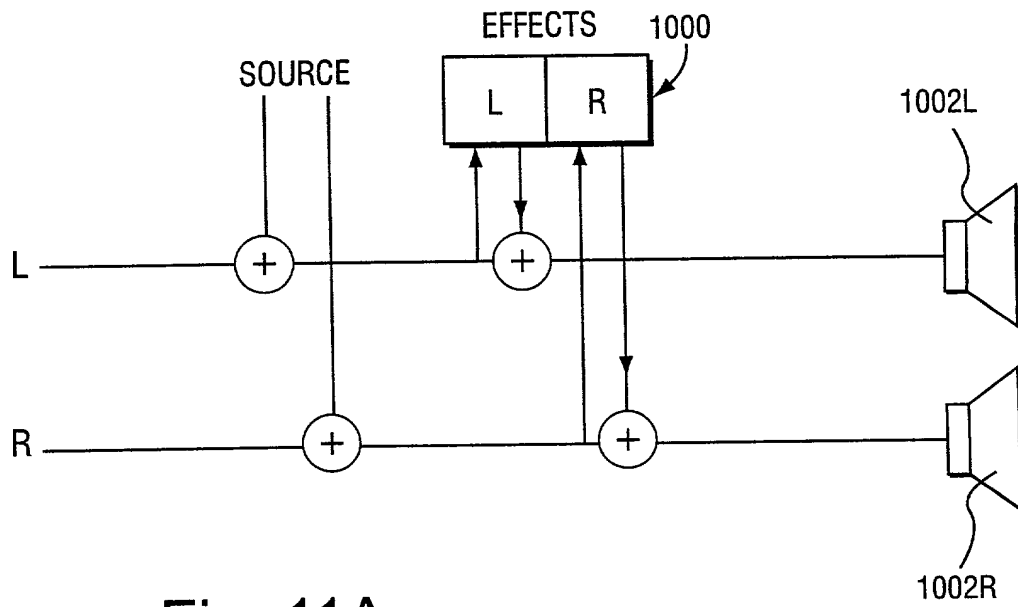 EFFECTS
1000
SOURCE
L R
1002L
L
+ +
R
+ +
1002R
Fig. 11A